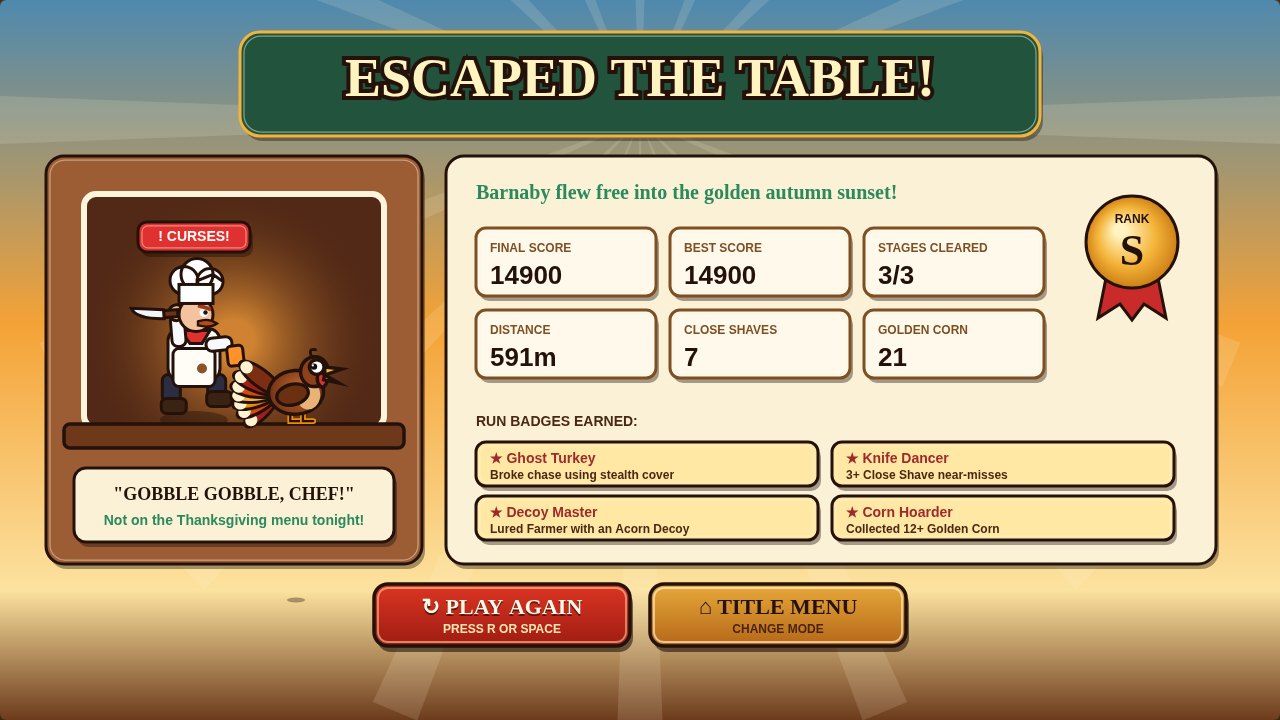 ESCAPED THE TABLE!
! CURSES!
"GOBBLE GOBBLE, CHEF!"
Not on the Thanksgiving menu tonight!
Barnaby flew free into the golden autumn sunset!
FINAL SCORE
14900
BEST SCORE
14900
STAGES CLEARED
3/3
DISTANCE
591m
CLOSE SHAVES
7
GOLDEN CORN
21
RANK
S
RUN BADGES EARNED:
★ Ghost Turkey
Broke chase using stealth cover
★ Knife Dancer
3+ Close Shave near-misses
★ Decoy Master
Lured Farmer with an Acorn Decoy
★ Corn Hoarder
Collected 12+ Golden Corn
↻ PLAY AGAIN
PRESS R OR SPACE
⌂ TITLE MENU
CHANGE MODE